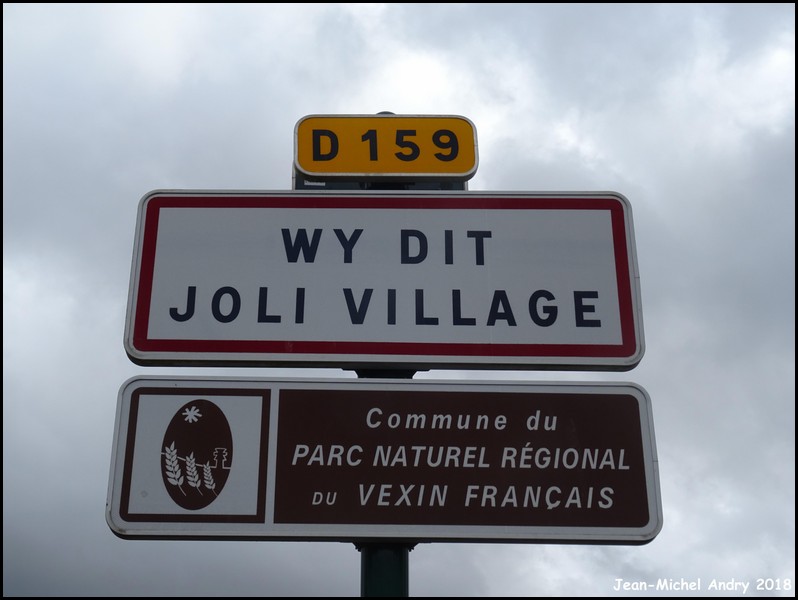 D 159
WY DIT
JOLI VILLAGE
Commune du
PARC NATUREL RÉGIONAL
DU VEXIN FRANÇAIS
Jean-Michel Andry 2018